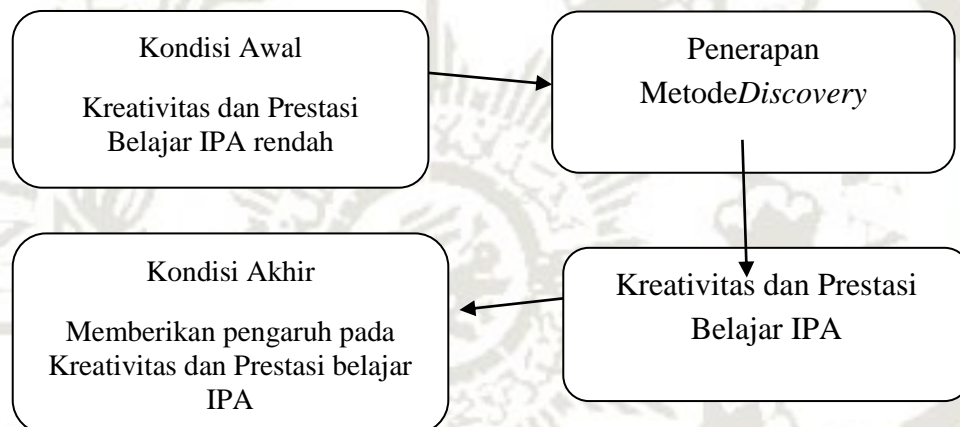 Kondisi Awal
Kreativitas dan Prestasi
Belajar IPA rendah
Penerapan
MetodeDiscovery
Kreativitas dan Prestasi
Belajar IPA
Kondisi Akhir
Memberikan pengaruh pada
Kreativitas dan Prestasi belajar
IPA